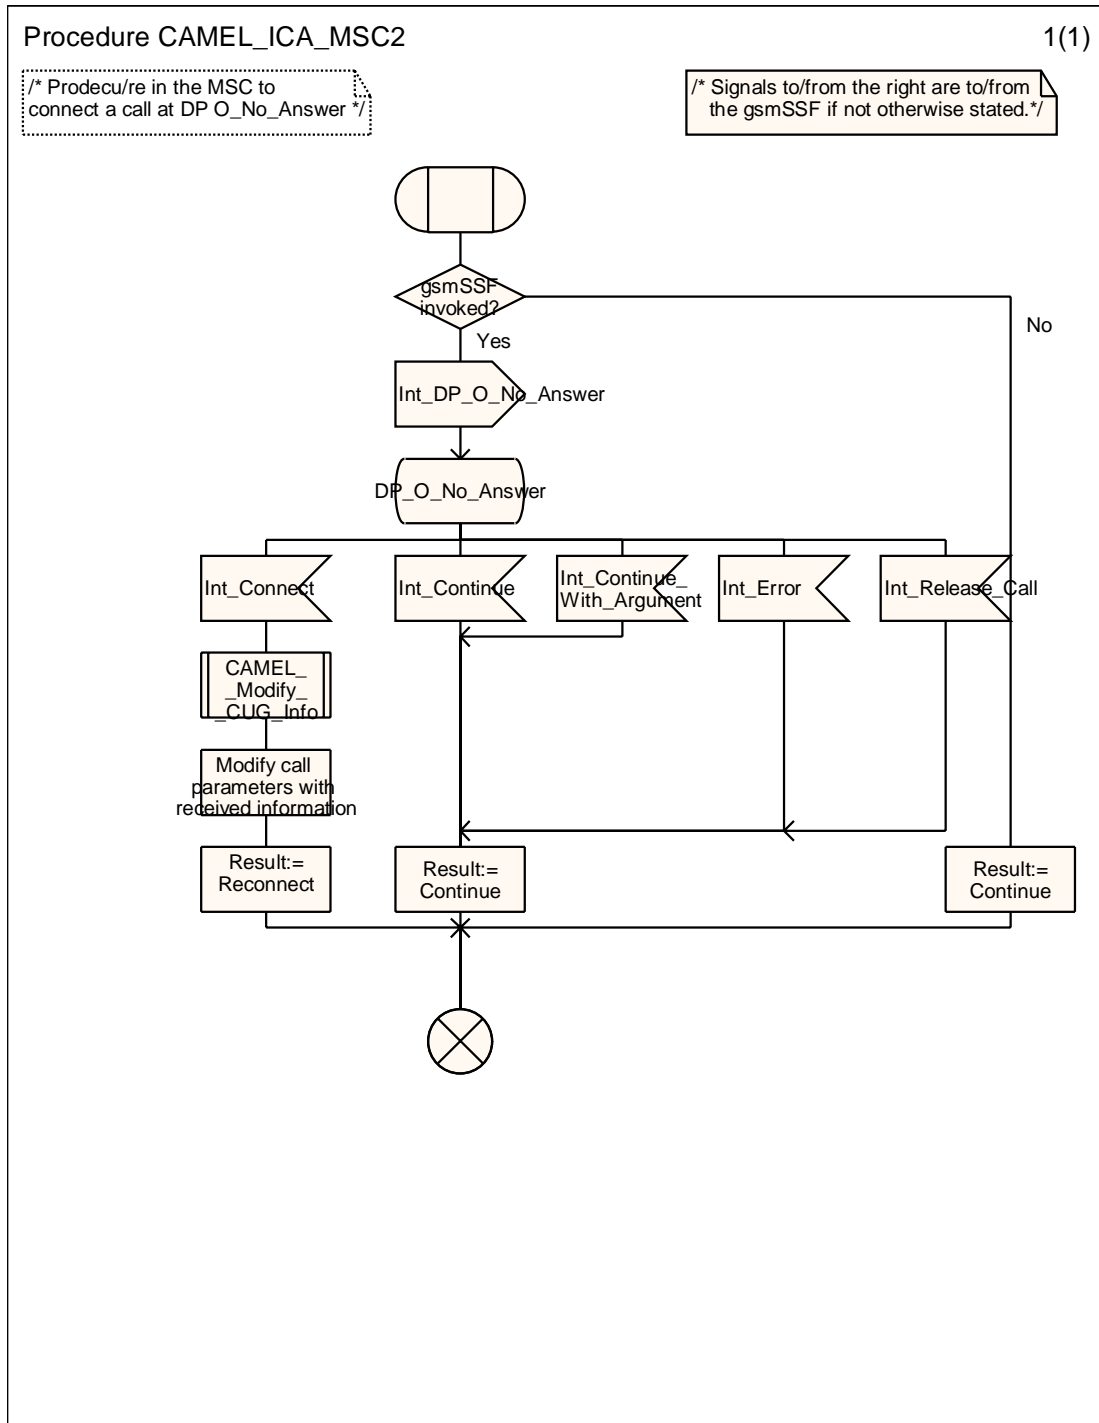 Procedure CAMEL_ICA_MSC2
1(1)
/* Prodecu/re in the MSC to
connect a call at DP O_No_Answer */
/* Signals to/from the right are to/from
the gsmSSF if not otherwise stated.*/
gsmSSF
invoked?
No
Yes
Int_DP_O_No_Answer
DP_O_No_Answer
Int_Connect
Int_Continue
Int_Continue_
With_Argument
Int_Error
Int_Release_Call
CAMEL_
_Modify_
_CUG_Info
Modify call
parameters with
received information
Result:=
Reconnect
Result:=
Continue
Result:=
Continue